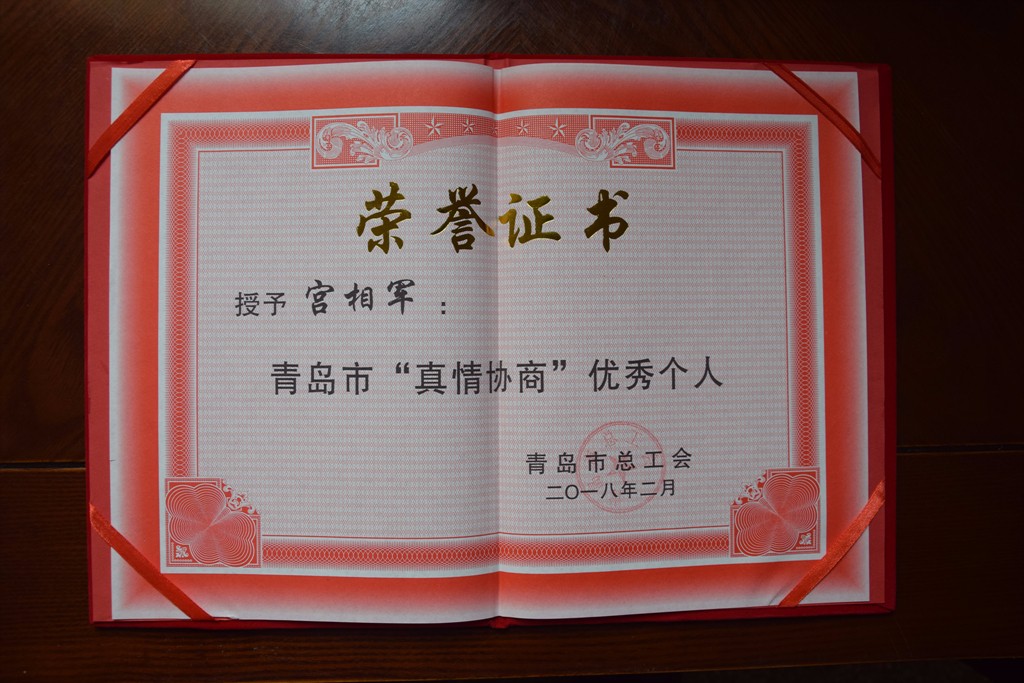 荣誉证书
授予 宫相军：
青岛市“真情协商”优秀个人
青岛市总工会
二〇一八年二月